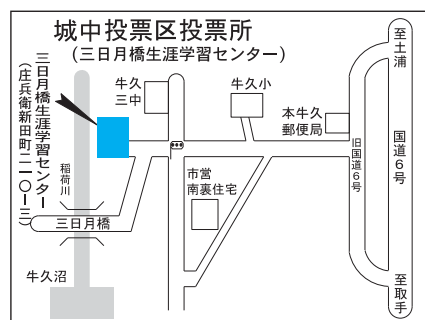 城中投票区投票所
(三日月橋生涯学習センター)
三日月橋生涯学習センター
(庄兵衛新田町二一〇−三)
牛久
三中
牛久小
本牛久
郵便局
至土浦
国道6号
旧国道6号
至取手
市営
南裏住宅
稲荷川
三日月橋
牛久沼